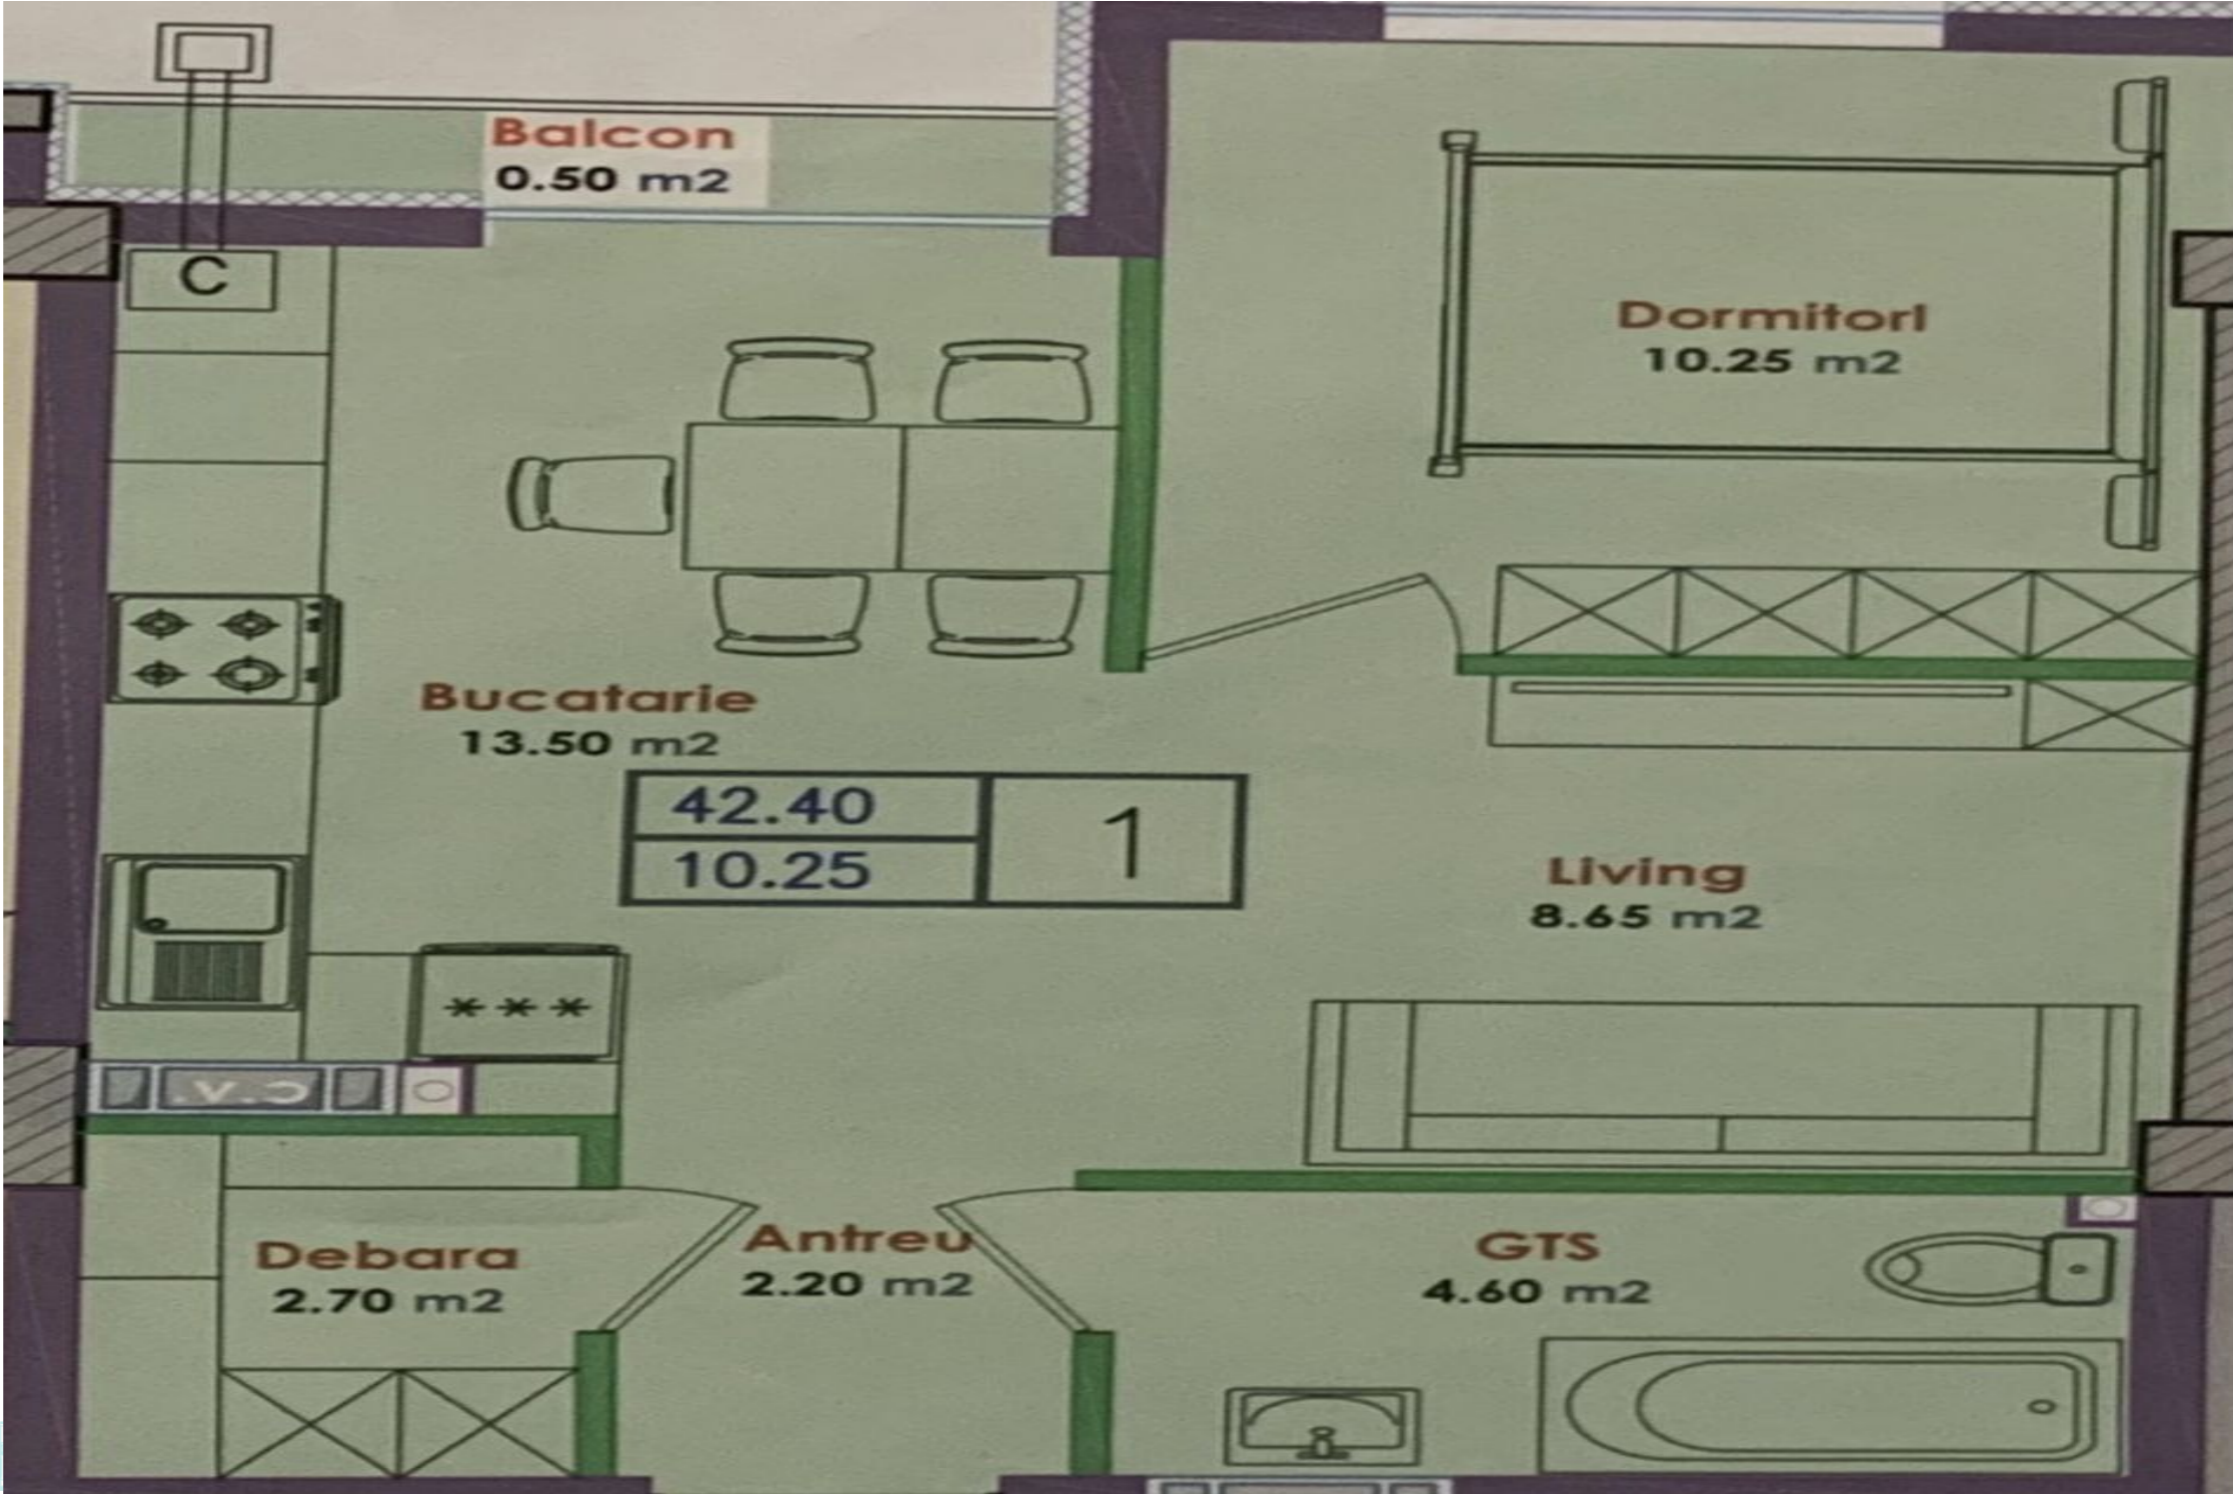 Balcon
0.50 m2
C
Dormitor1
10.25 m2
Bucatarie
13.50 m2
42.40
10.25
1
Living
8.65 m2
***
C.V.
Debara
2.70 m2
Antreu
2.20 m2
GTS
4.60 m2